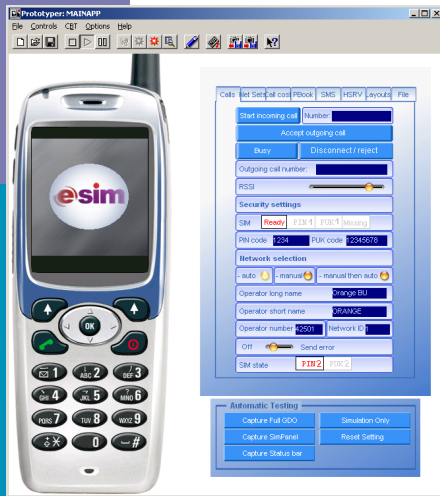 Prototyper: MAINAPP
File Controls CBT Options Help
Calls Net Sets Call cost PBook SMS HSRV Layouts File
Start incoming call Number:
Accept outgoing call
Busy Disconnect / reject
Outgoing call number:
RSSI
Security settings
SIM Ready PIN1 PUK1 Missing
PIN code 1234 PUK code 12345678
Network selection
- auto - manual - manual then auto
Operator long name Orange BU
Operator short name ORANGE
Operator number 42501 Network ID 1
Off Send error
SIM state PIN2 PUK2
Automatic Testing
Capture Full GDO Simulation Only
Capture SimPanel Reset Setting
Capture Status bar
e sim
OK
1 ABC 2 DEF 3
GHI 4 JKL 5 MNO 6
PQRS 7 TUV 8 WXYZ 9
0 #